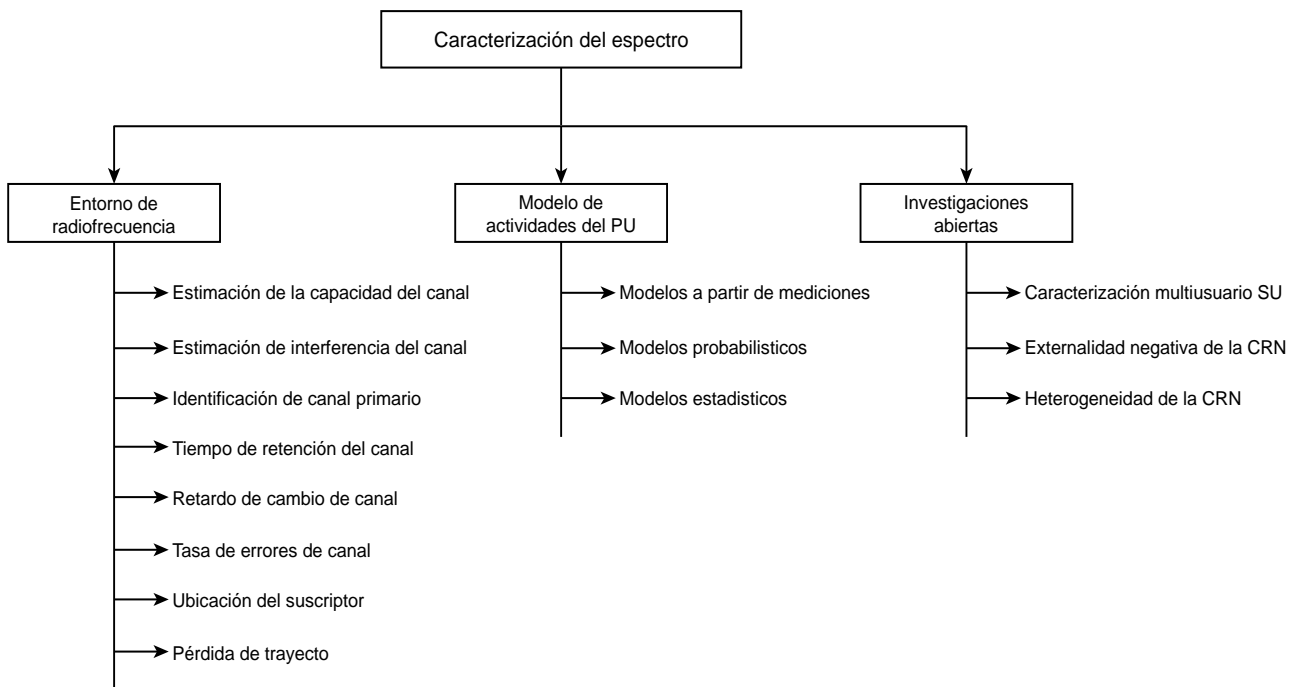 Caracterización del espectro
Entorno de
radiofrecuencia
Estimación de la capacidad del canal
Estimación de interferencia del canal
Identificación de canal primario
Tiempo de retención del canal
Retardo de cambio de canal
Tasa de errores de canal
Ubicación del suscriptor
Pérdida de trayecto
Modelo de
actividades del PU
Modelos a partir de mediciones
Modelos probabilisticos
Modelos estadisticos
Investigaciones
abiertas
Caracterización multiusuario SU
Externalidad negativa de la CRN
Heterogeneidad de la CRN